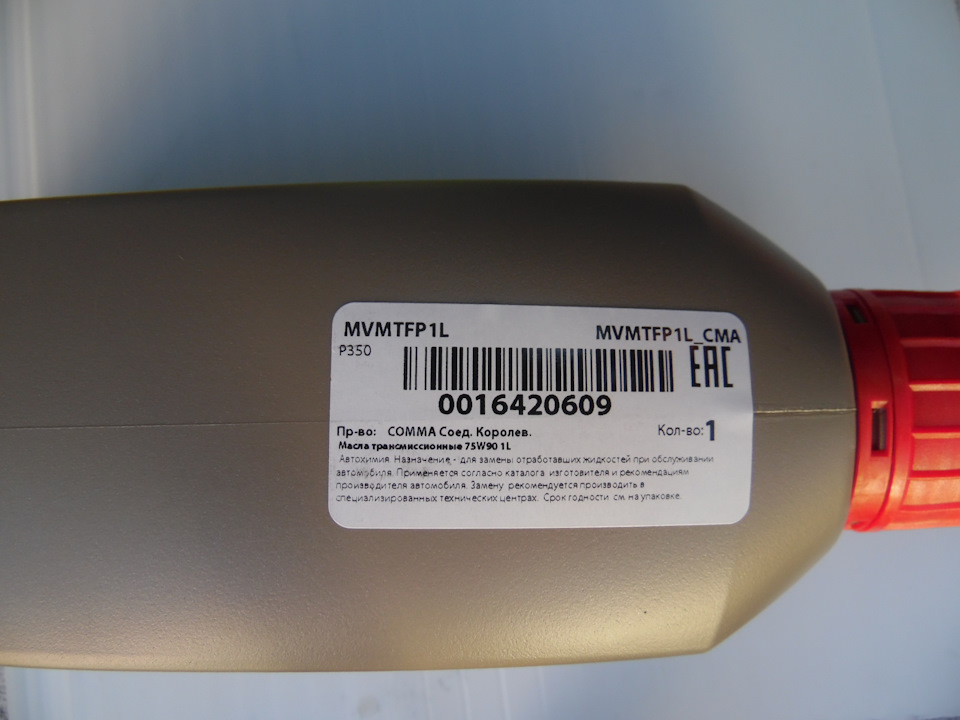 MVMTFP1L MVMTFP1L_CMA
P350
EAC
0016420609
Пр-во: COMMA Соед. Королев. Кол-во: 1
Масла трансмиссионные 75W90 1L
Автохимия. Назначение - для замены отработавших жидкостей при обслуживании
автомобиля. Применяется согласно каталога изготовителя и рекомендациям
производителя автомобиля. Замену рекомендуется производить в
специализированных технических центрах. Срок годности см. на упаковке.